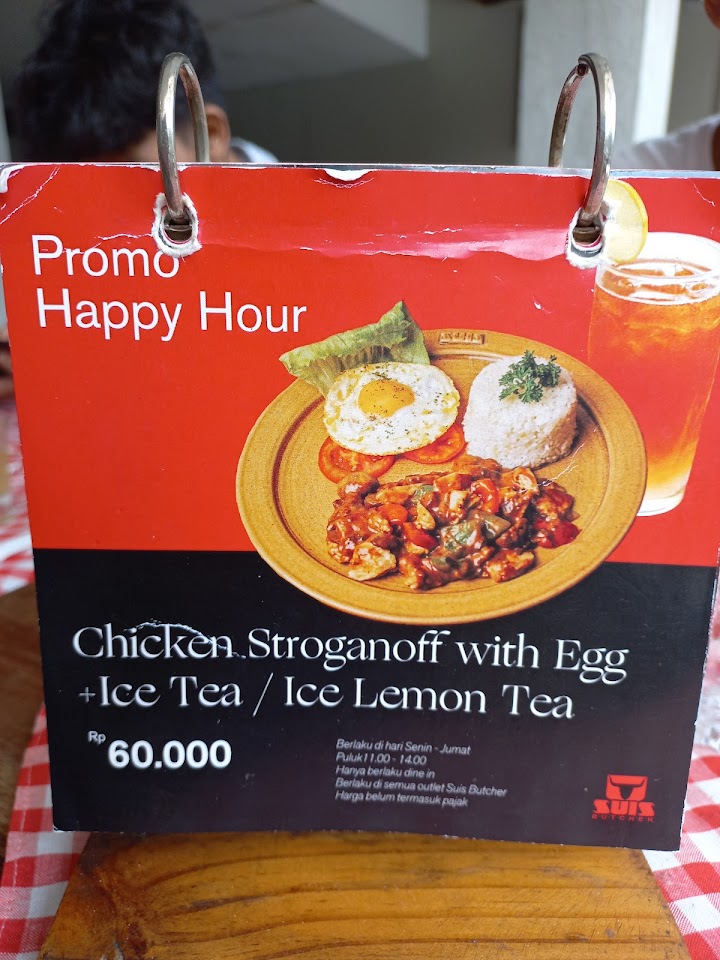 Promo
Happy Hour
Chicken Stroganoff with Egg
+Ice Tea / Ice Lemon Tea
Rp 60.000
Berlaku di hari Senin - Jumat
Puluk 11.00 - 14.00
Hanya berlaku dine in
Berlaku di semua outlet Suis Butcher
Harga belum termasuk pajak
SUIS
BUTCHER